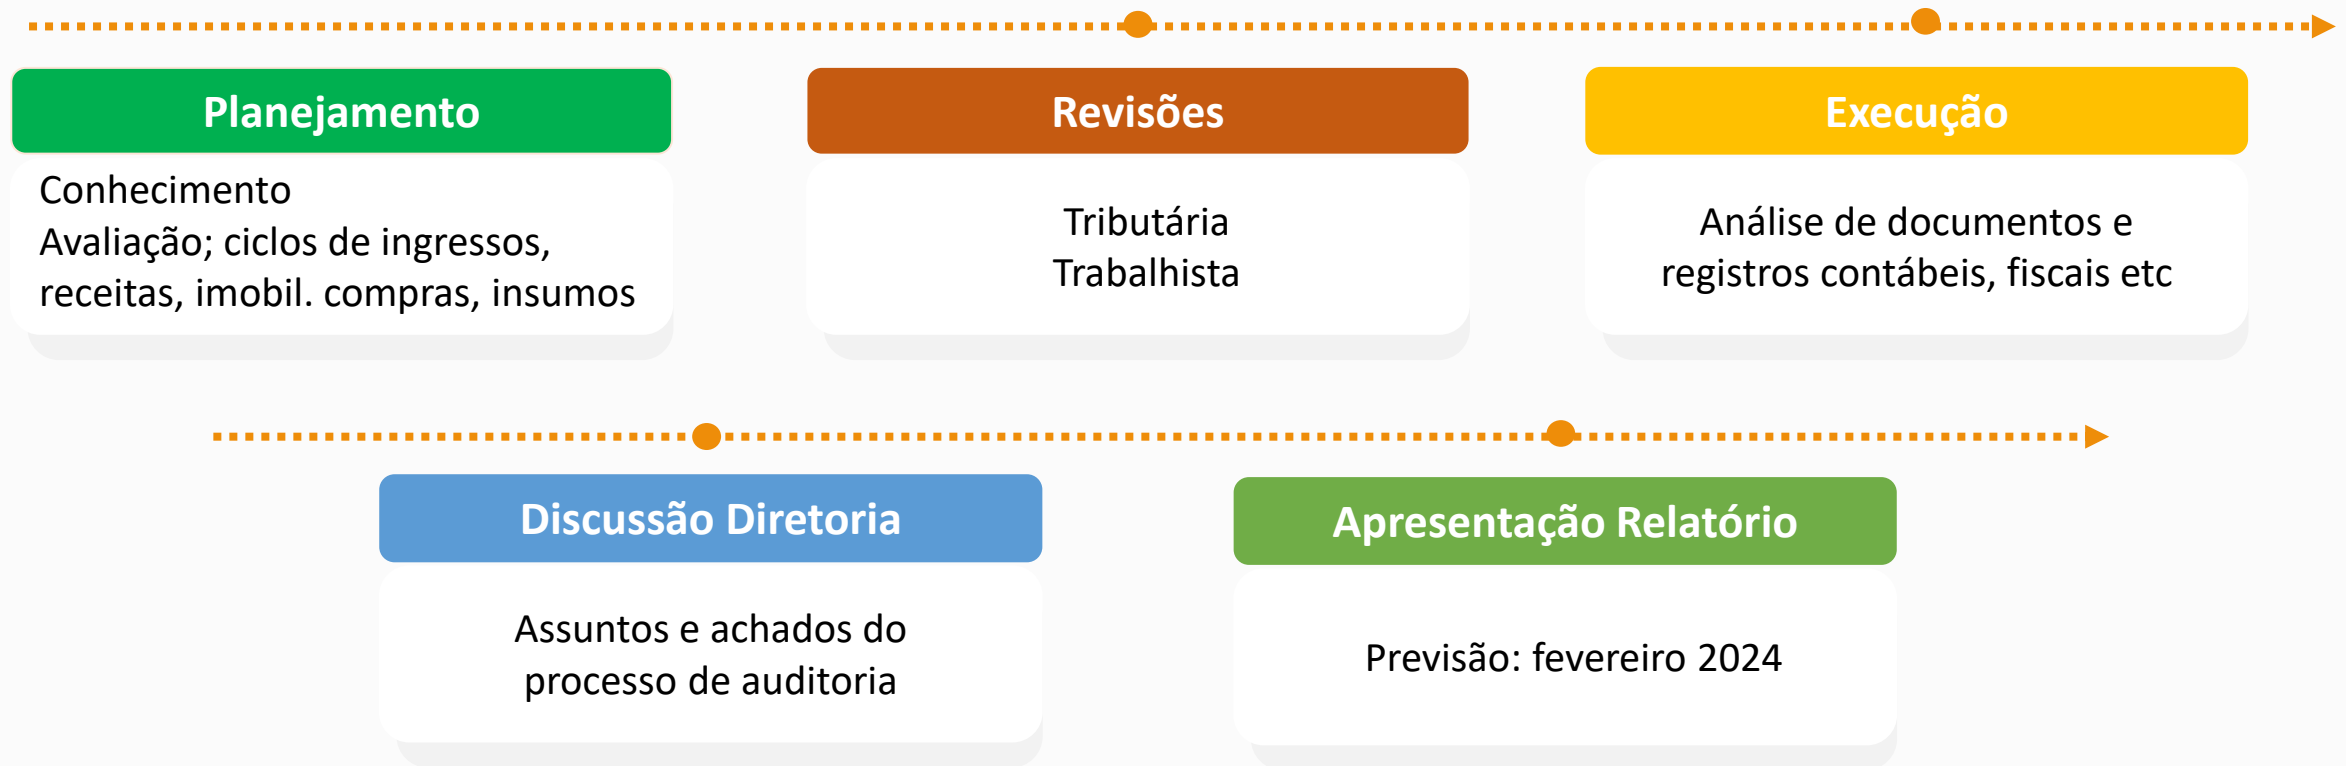 Planejamento
Conhecimento
Avaliação; ciclos de ingressos,
receitas, imobil. compras, insumos
Revisões
Tributária
Trabalhista
Execução
Análise de documentos e
registros contábeis, fiscais etc
Discussão Diretoria
Assuntos e achados do
processo de auditoria
Apresentação Relatório
Previsão: fevereiro 2024